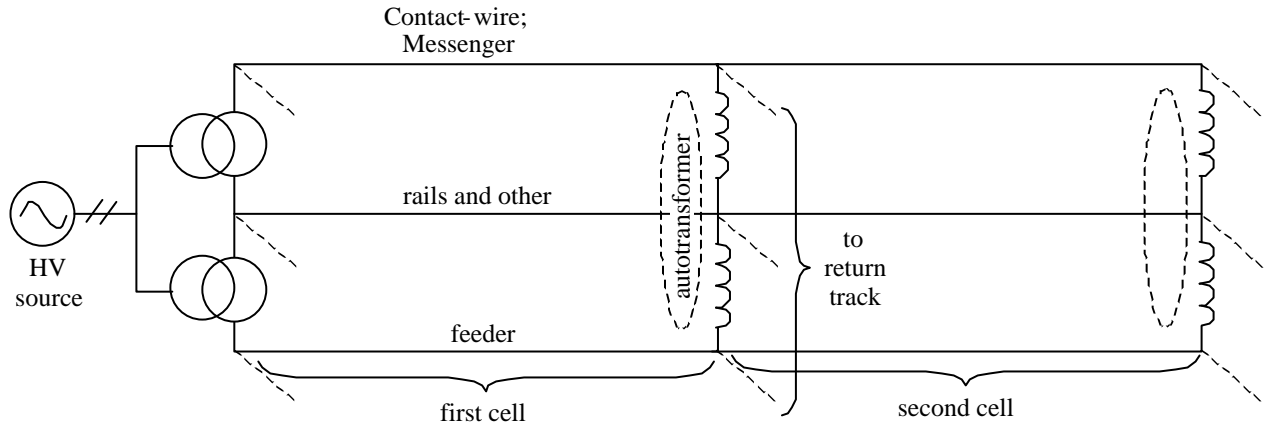 Contact-wire;
Messenger
rails and other
autotransformer
HV
source
to
return
track
feeder
first cell
second cell